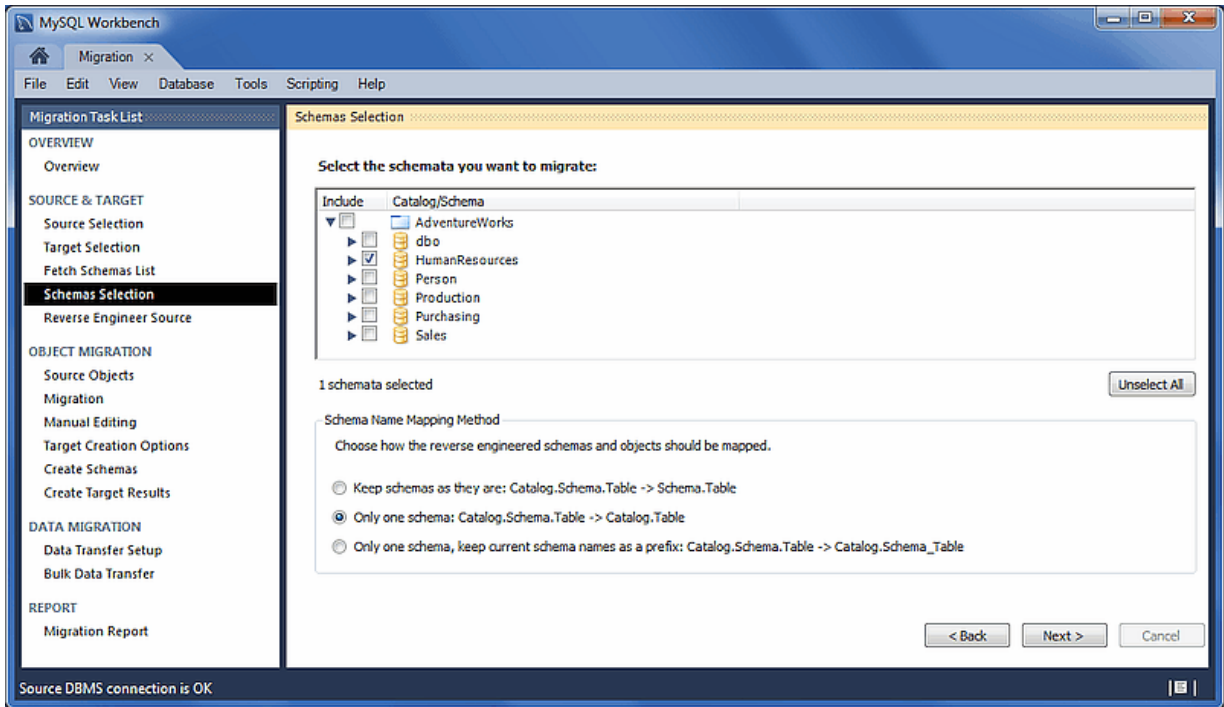 MySQL Workbench
Migration
File Edit View Database Tools Scripting Help
Migration Task List
OVERVIEW
Overview
SOURCE & TARGET
Source Selection
Target Selection
Fetch Schemas List
Schemas Selection
Reverse Engineer Source
OBJECT MIGRATION
Source Objects
Migration
Manual Editing
Target Creation Options
Create Schemas
Create Target Results
DATA MIGRATION
Data Transfer Setup
Bulk Data Transfer
REPORT
Migration Report
Schemas Selection
Select the schemata you want to migrate:
Include Catalog/Schema
AdventureWorks
dbo
HumanResources
Person
Production
Purchasing
Sales
1 schemata selected
Unselect All
Schema Name Mapping Method
Choose how the reverse engineered schemas and objects should be mapped.
Keep schemas as they are: Catalog.Schema.Table -> Schema.Table
Only one schema: Catalog.Schema.Table -> Catalog.Table
Only one schema, keep current schema names as a prefix: Catalog.Schema.Table -> Catalog.Schema_Table
< Back Next > Cancel
Source DBMS connection is OK